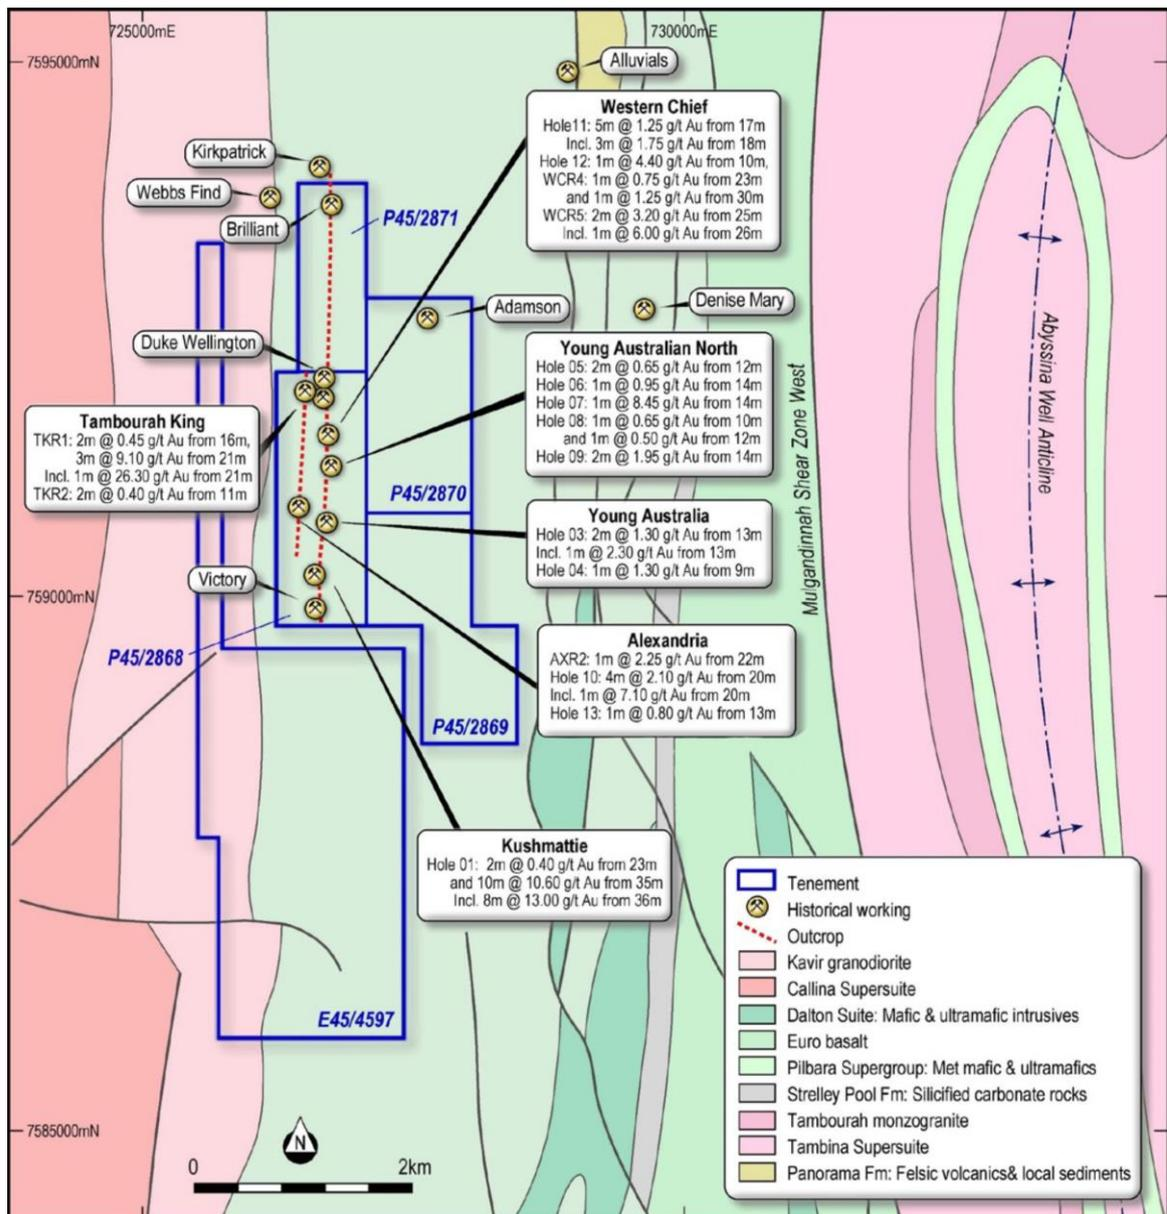 725000mE
730000mE
7595000mN
Alluvials
Western Chief
Hole11: 5m @ 1.25 g/t Au from 17m
Incl. 3m @ 1.75 g/t Au from 18m
Hole 12: 1m @ 4.40 g/t Au from 10m,
WCR4: 1m @ 0.75 g/t Au from 23m
and 1m @ 1.25 g/t Au from 30m
WCR5: 2m @ 3.20 g/t Au from 25m
Incl. 1m @ 6.00 g/t Au from 26m
Kirkpatrick
Webbs Find
Brilliant
P45/2871
Adamson
Denise Mary
Duke Wellington
Young Australian North
Hole 05: 2m @ 0.65 g/t Au from 12m
Hole 06: 1m @ 0.95 g/t Au from 14m
Hole 07: 1m @ 8.45 g/t Au from 14m
Hole 08: 1m @ 0.65 g/t Au from 10m
and 1m @ 0.50 g/t Au from 12m
Hole 09: 2m @ 1.95 g/t Au from 14m
Mulgandinnah Shear Zone West
Abyssina Well Anticline
Tambourah King
TKR1: 2m @ 0.45 g/t Au from 16m,
3m @ 9.10 g/t Au from 21m
Incl. 1m @ 26.30 g/t Au from 21m
TKR2: 2m @ 0.40 g/t Au from 11m
P45/2870
Young Australia
Hole 03: 2m @ 1.30 g/t Au from 13m
Incl. 1m @ 2.30 g/t Au from 13m
Hole 04: 1m @ 1.30 g/t Au from 9m
Victory
759000mN
P45/2868
Alexandria
AXR2: 1m @ 2.25 g/t Au from 22m
Hole 10: 4m @ 2.10 g/t Au from 20m
Incl. 1m @ 7.10 g/t Au from 20m
Hole 13: 1m @ 0.80 g/t Au from 13m
P45/2869
Kushmattie
Hole 01: 2m @ 0.40 g/t Au from 23m
and 10m @ 10.60 g/t Au from 35m
Incl. 8m @ 13.00 g/t Au from 36m
E45/4597
Tenement
Historical working
Outcrop
Kavir granodiorite
Callina Supersuite
Dalton Suite: Mafic & ultramafic intrusives
Euro basalt
Pilbara Supergroup: Met mafic & ultramafics
Strelley Pool Fm: Silicified carbonate rocks
Tambourah monzogranite
Tambina Supersuite
Panorama Fm: Felsic volcanics& local sediments
7585000mN
N
0 2km